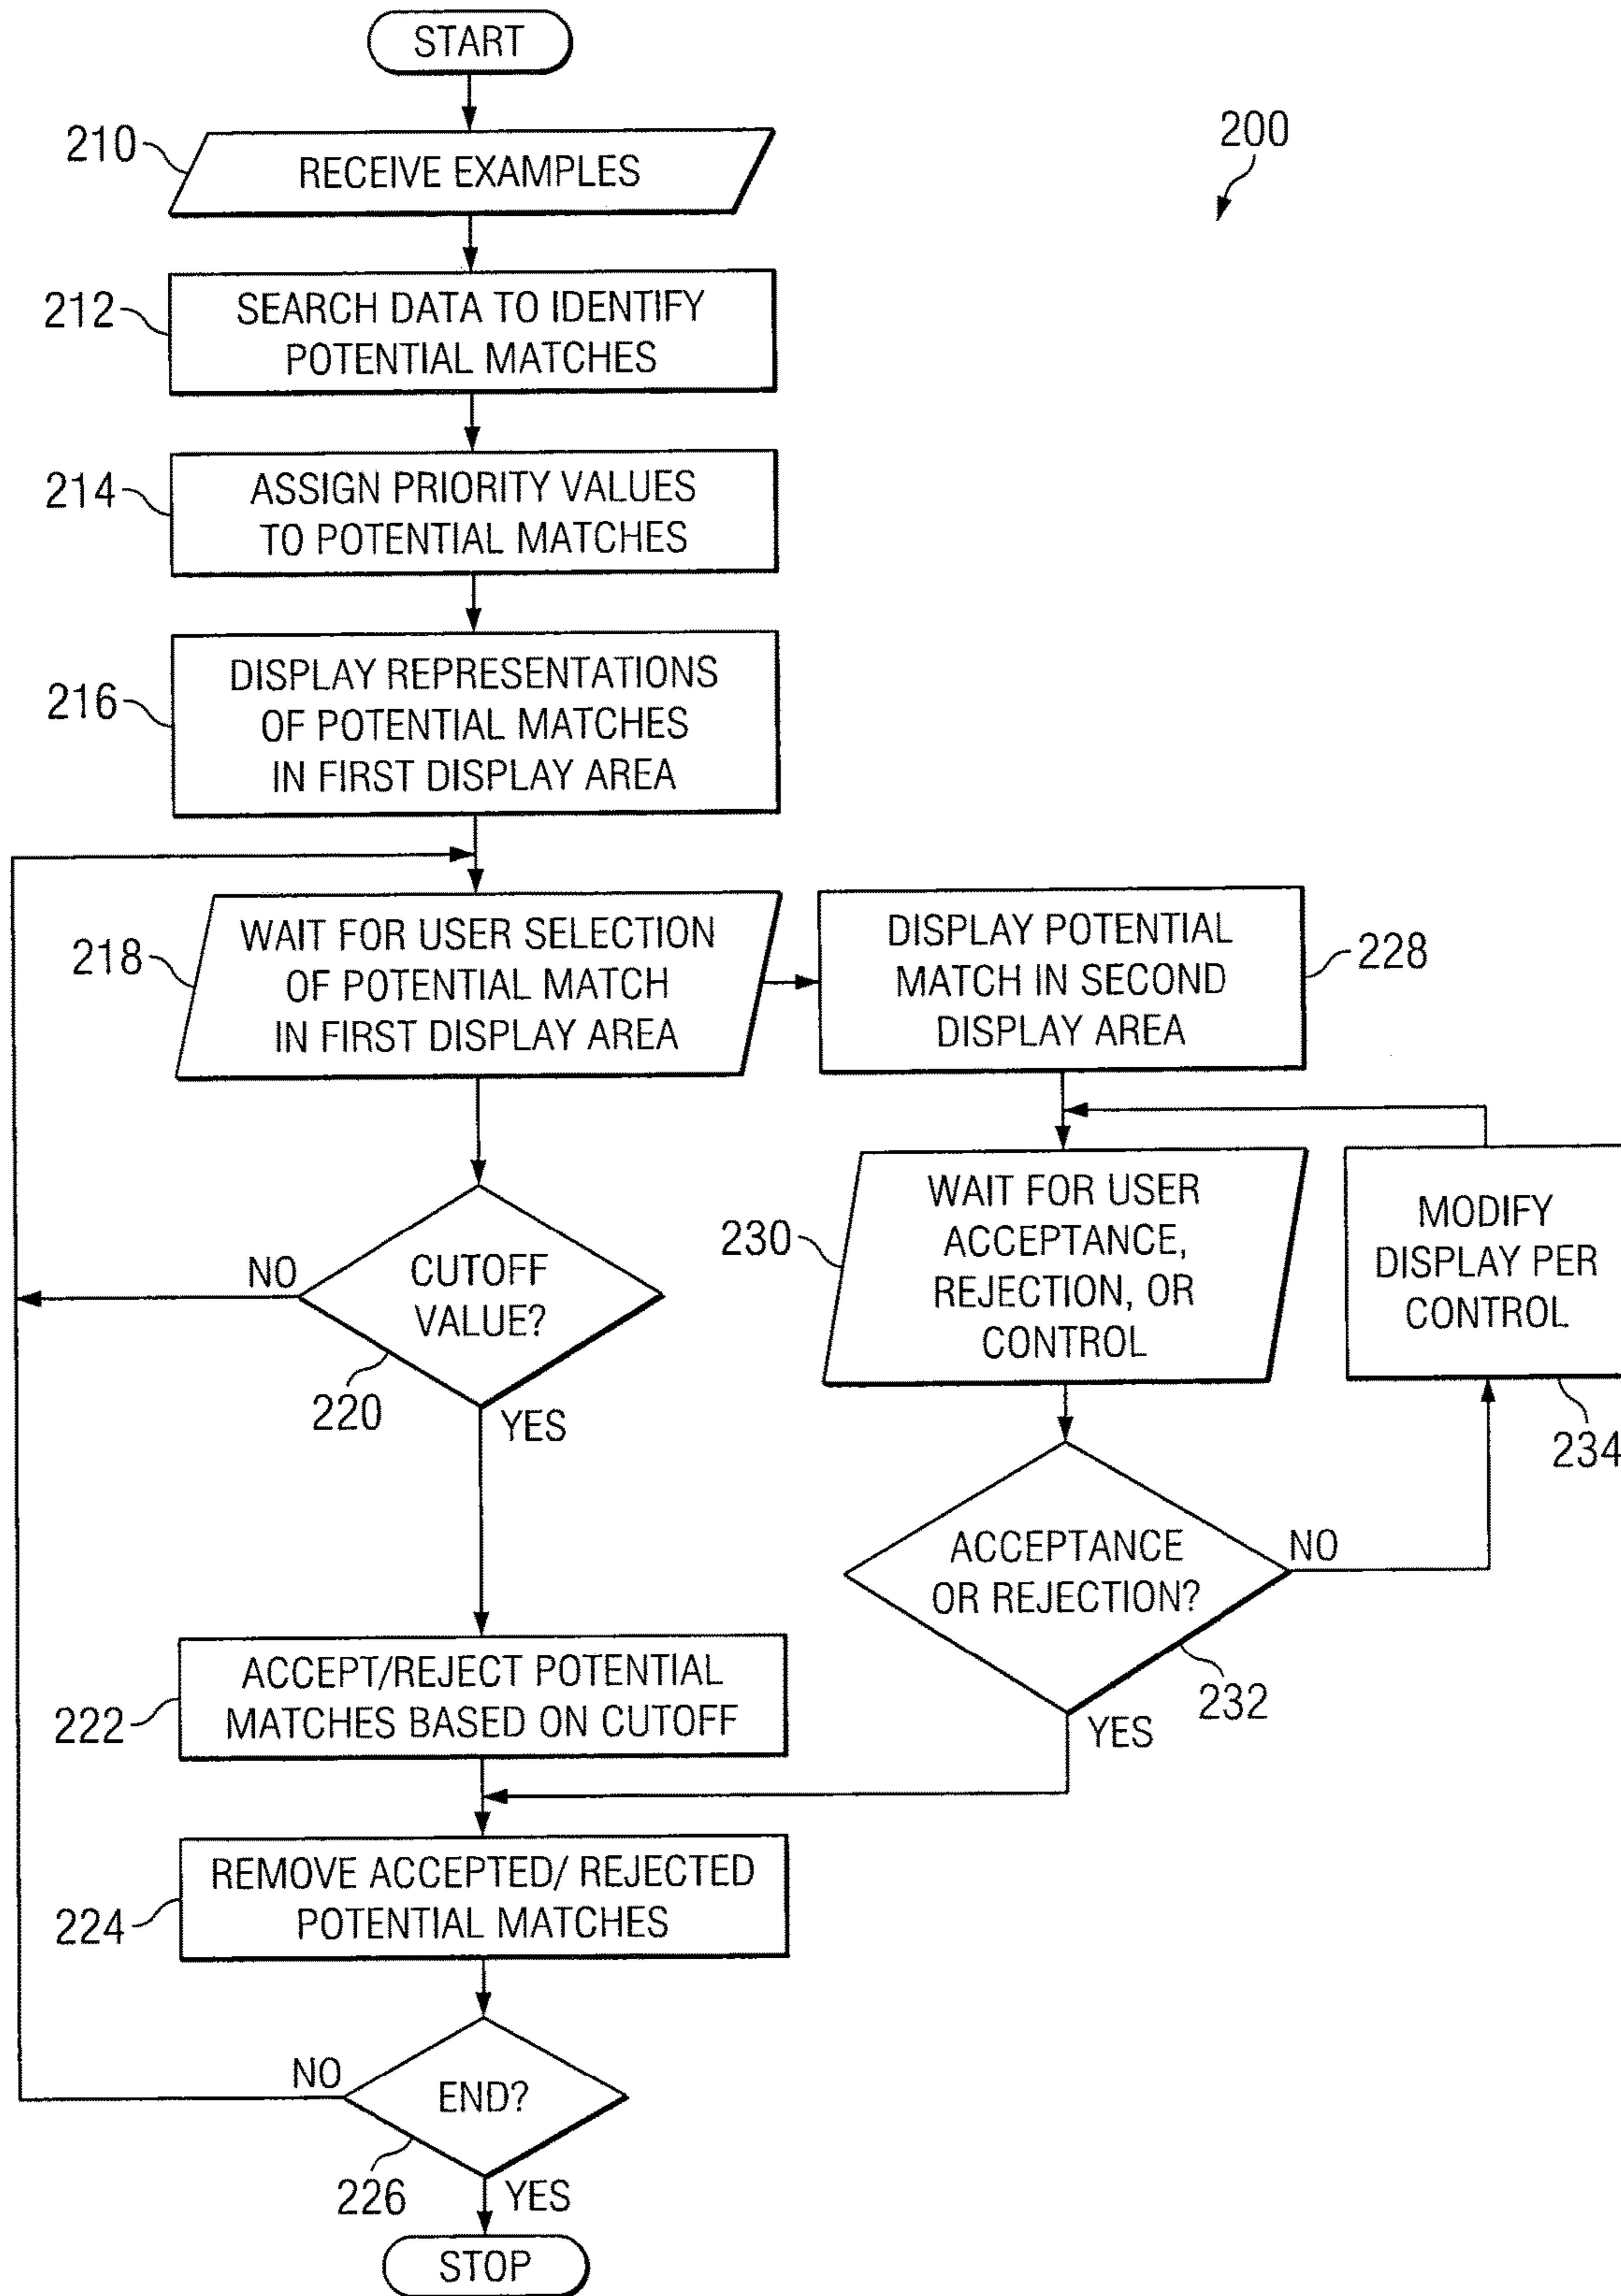 START
200
210
RECEIVE EXAMPLES
212
SEARCH DATA TO IDENTIFY
POTENTIAL MATCHES
214
ASSIGN PRIORITY VALUES
TO POTENTIAL MATCHES
216
DISPLAY REPRESENTATIONS
OF POTENTIAL MATCHES
IN FIRST DISPLAY AREA
218
WAIT FOR USER SELECTION
OF POTENTIAL MATCH
IN FIRST DISPLAY AREA
DISPLAY POTENTIAL
MATCH IN SECOND
DISPLAY AREA
228
NO
CUTOFF
VALUE?
220
YES
230
WAIT FOR USER
ACCEPTANCE,
REJECTION, OR
CONTROL
MODIFY
DISPLAY PER
CONTROL
234
ACCEPTANCE
OR REJECTION?
NO
232
YES
222
ACCEPT/REJECT POTENTIAL
MATCHES BASED ON CUTOFF
224
REMOVE ACCEPTED/ REJECTED
POTENTIAL MATCHES
NO
END?
226
YES
STOP